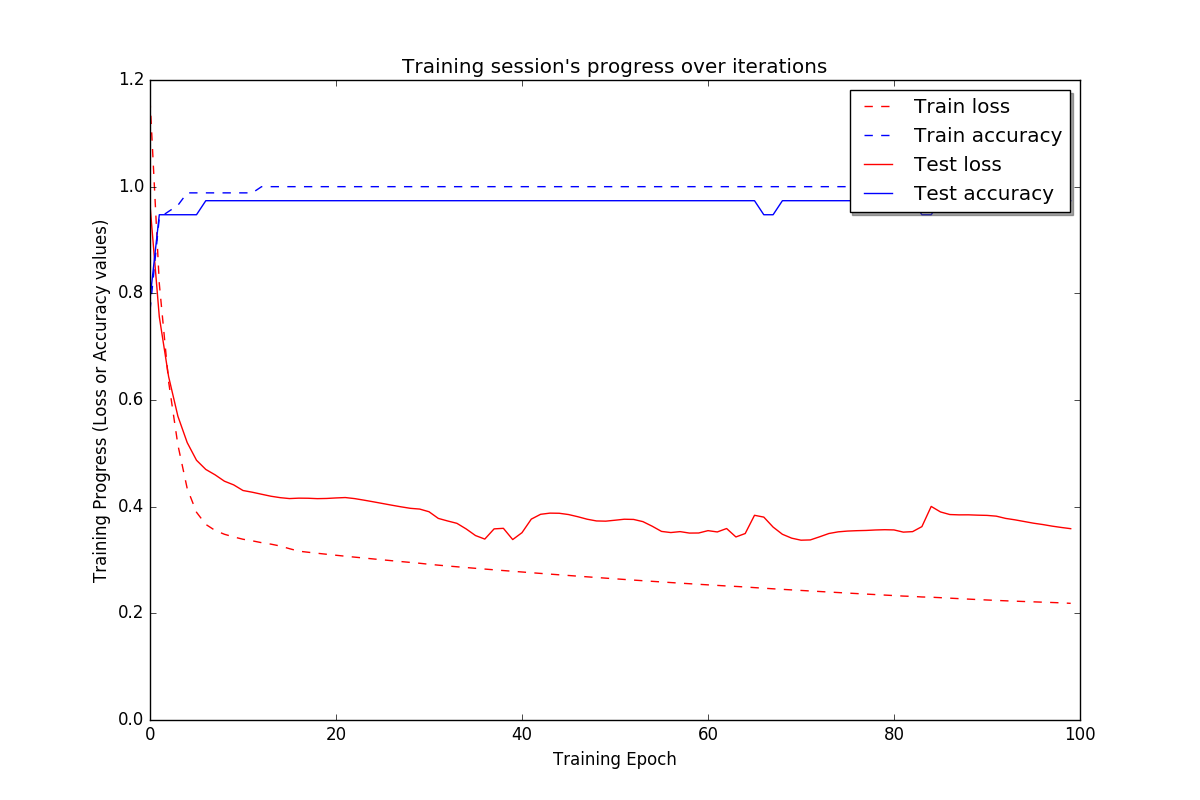 Training session's progress over iterations
Training Progress (Loss or Accuracy values)
1.2
1.0
0.8
0.6
0.4
0.2
0.0
Train loss
Train accuracy
Test loss
Test accuracy
0 20 40 60 80 100
Training Epoch